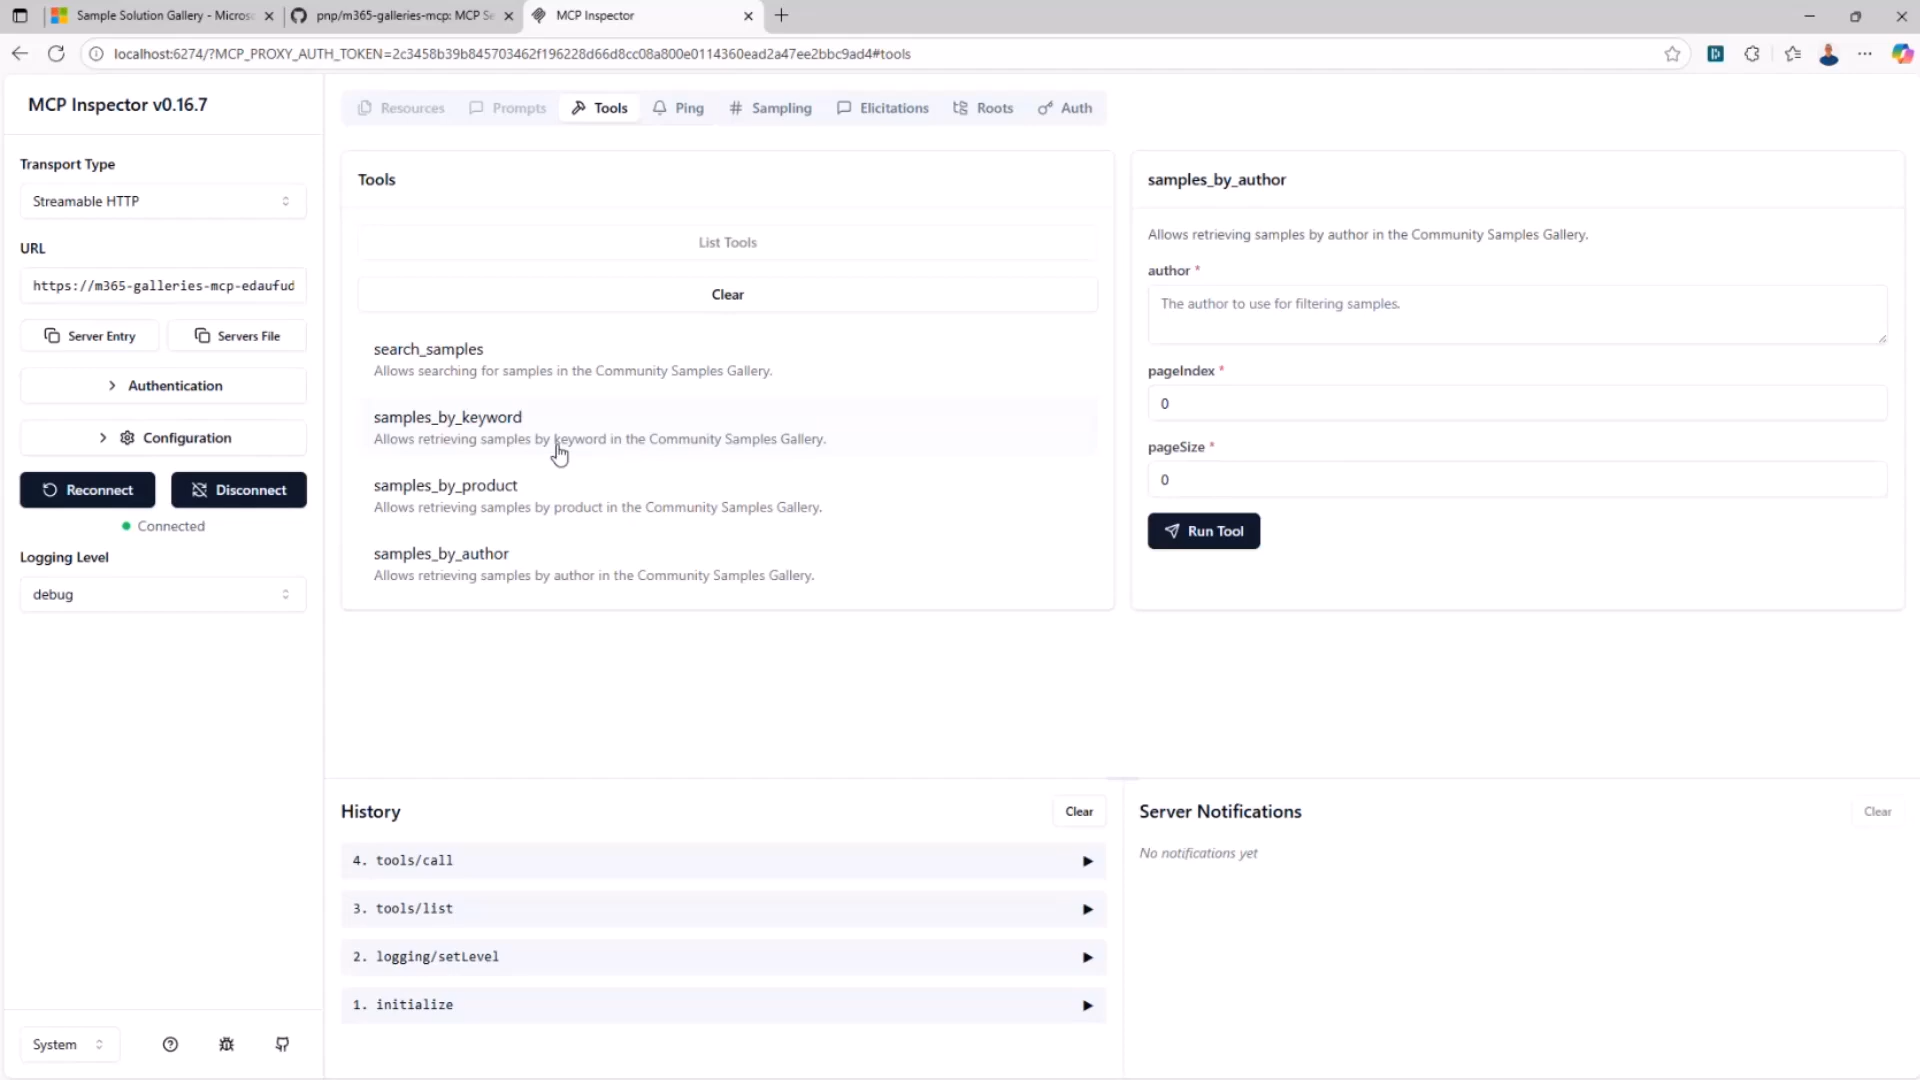 Sample Solution Gallery - Micros
pnp/m365-galleries-mcp: MCP Se
MCP Inspector
localhost:6274/?MCP_PROXY_AUTH_TOKEN=2c3458b39b845703462f196228d66d8cc08a800e0114360ead2a47ee2bbc9ad4#tools
MCP Inspector v0.16.7
Transport Type
Streamable HTTP
URL
https://m365-galleries-mcp-edaufud
Server Entry
Servers File
Authentication
Configuration
Reconnect
Disconnect
Connected
Logging Level
debug
System
Resources
Prompts
Tools
Ping
Sampling
Elicitations
Roots
Auth
Tools
List Tools
Clear
search_samples
Allows searching for samples in the Community Samples Gallery.
samples_by_keyword
Allows retrieving samples by keyword in the Community Samples Gallery.
samples_by_product
Allows retrieving samples by product in the Community Samples Gallery.
samples_by_author
Allows retrieving samples by author in the Community Samples Gallery.
samples_by_author
Allows retrieving samples by author in the Community Samples Gallery.
author *
The author to use for filtering samples.
pageIndex *
0
pageSize *
0
Run Tool
History
Clear
4. tools/call
3. tools/list
2. logging/setLevel
1. initialize
Server Notifications
Clear
No notifications yet